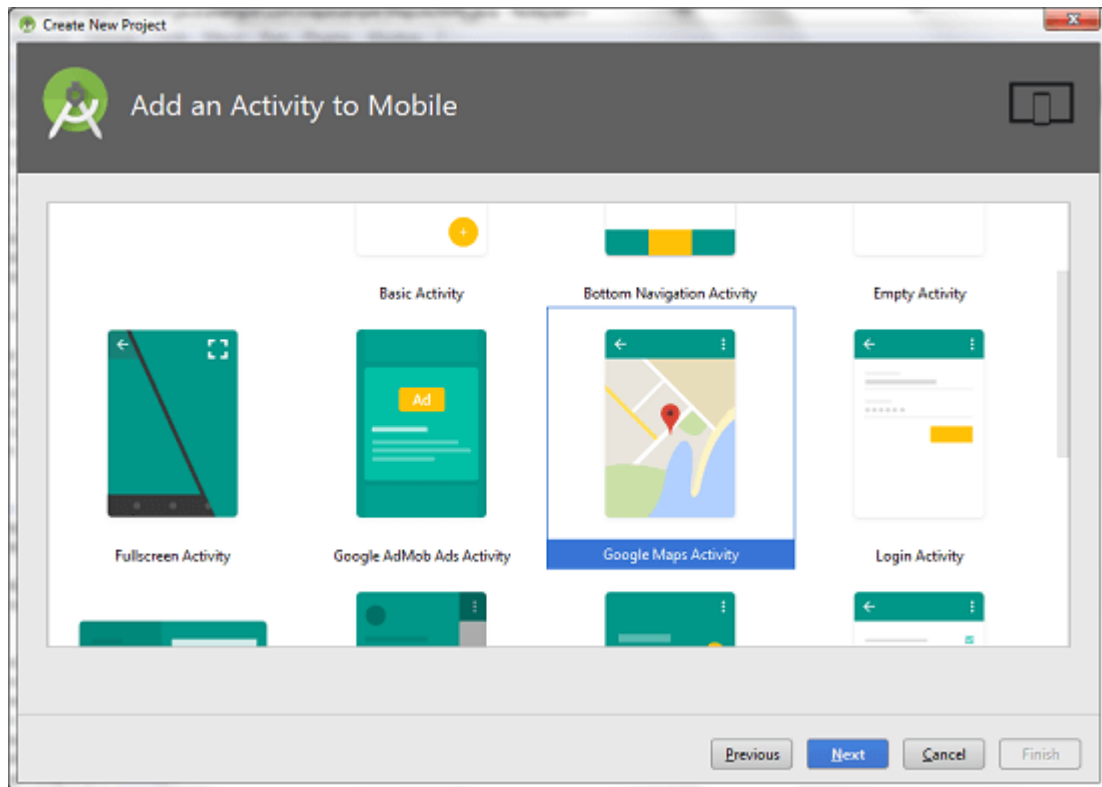 Create New Project
Add an Activity to Mobile
+
Basic Activity
Bottom Navigation Activity
Empty Activity
Ad
Fullscreen Activity
Google AdMob Ads Activity
Google Maps Activity
Login Activity
Previous
Next
Cancel
Finish